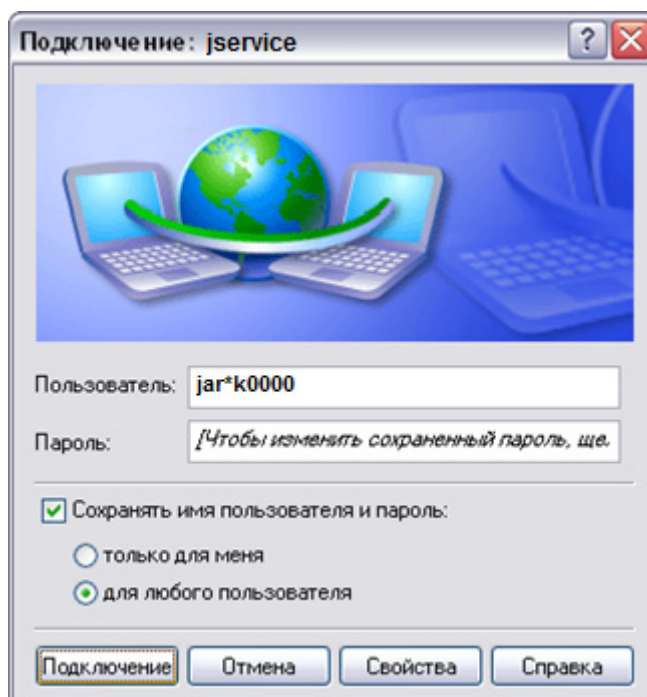 Подключение: jservice
Пользователь: jar*k0000
Пароль: [Чтобы изменить сохраненный пароль, ще.
Сохранять имя пользователя и пароль:
только для меня
для любого пользователя
Подключение Отмена Свойства Справка